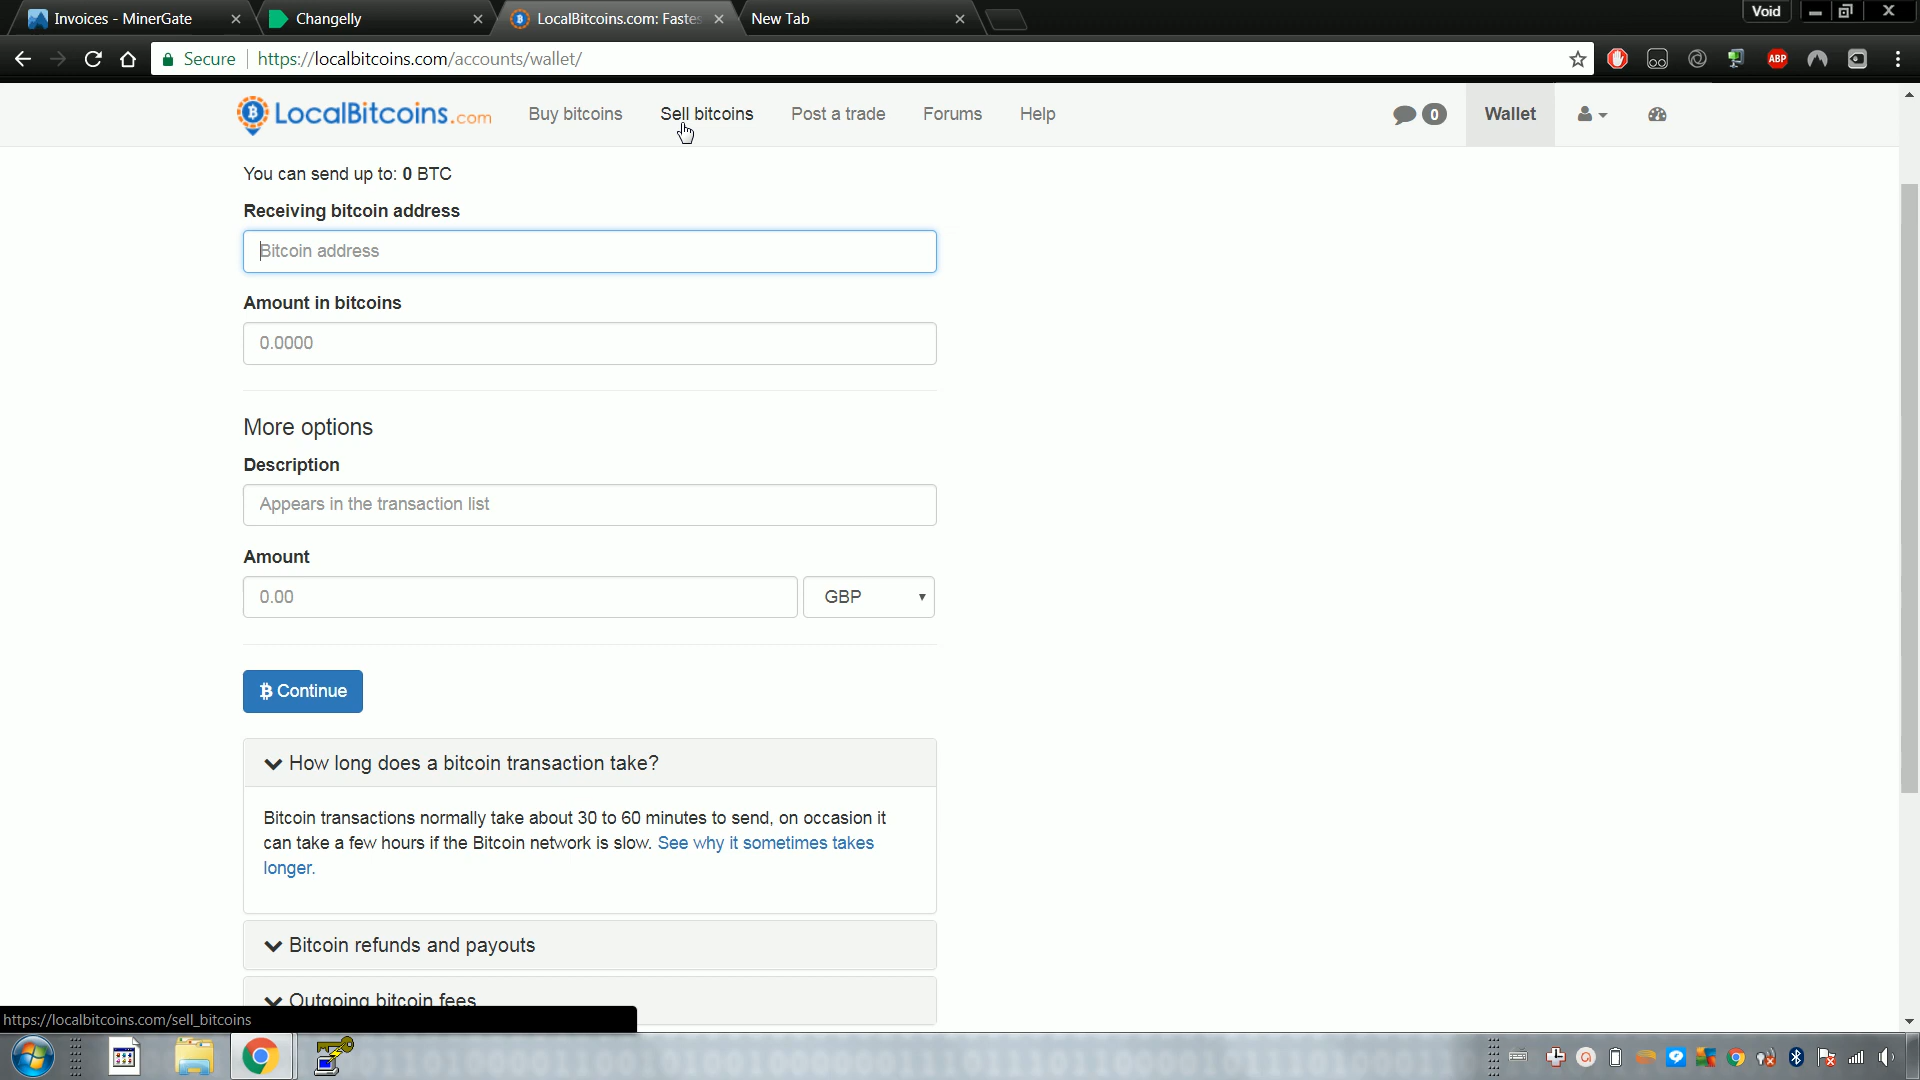 Invoices - MinerGate
Changelly
LocalBitcoins.com: Fastes
New Tab
Void
Secure
https://localbitcoins.com/accounts/wallet/
ABP
LocalBitcoins.com
Buy bitcoins
Sell bitcoins
Post a trade
Forums
Help
0
Wallet
You can send up to: 0 BTC
Receiving bitcoin address
Bitcoin address
Amount in bitcoins
0.0000
More options
Description
Appears in the transaction list
Amount
0.00
GBP
Continue
How long does a bitcoin transaction take?
Bitcoin transactions normally take about 30 to 60 minutes to send, on occasion it
can take a few hours if the Bitcoin network is slow. See why it sometimes takes
longer.
Bitcoin refunds and payouts
Outgoing bitcoin fees
https://localbitcoins.com/sell_bitcoins